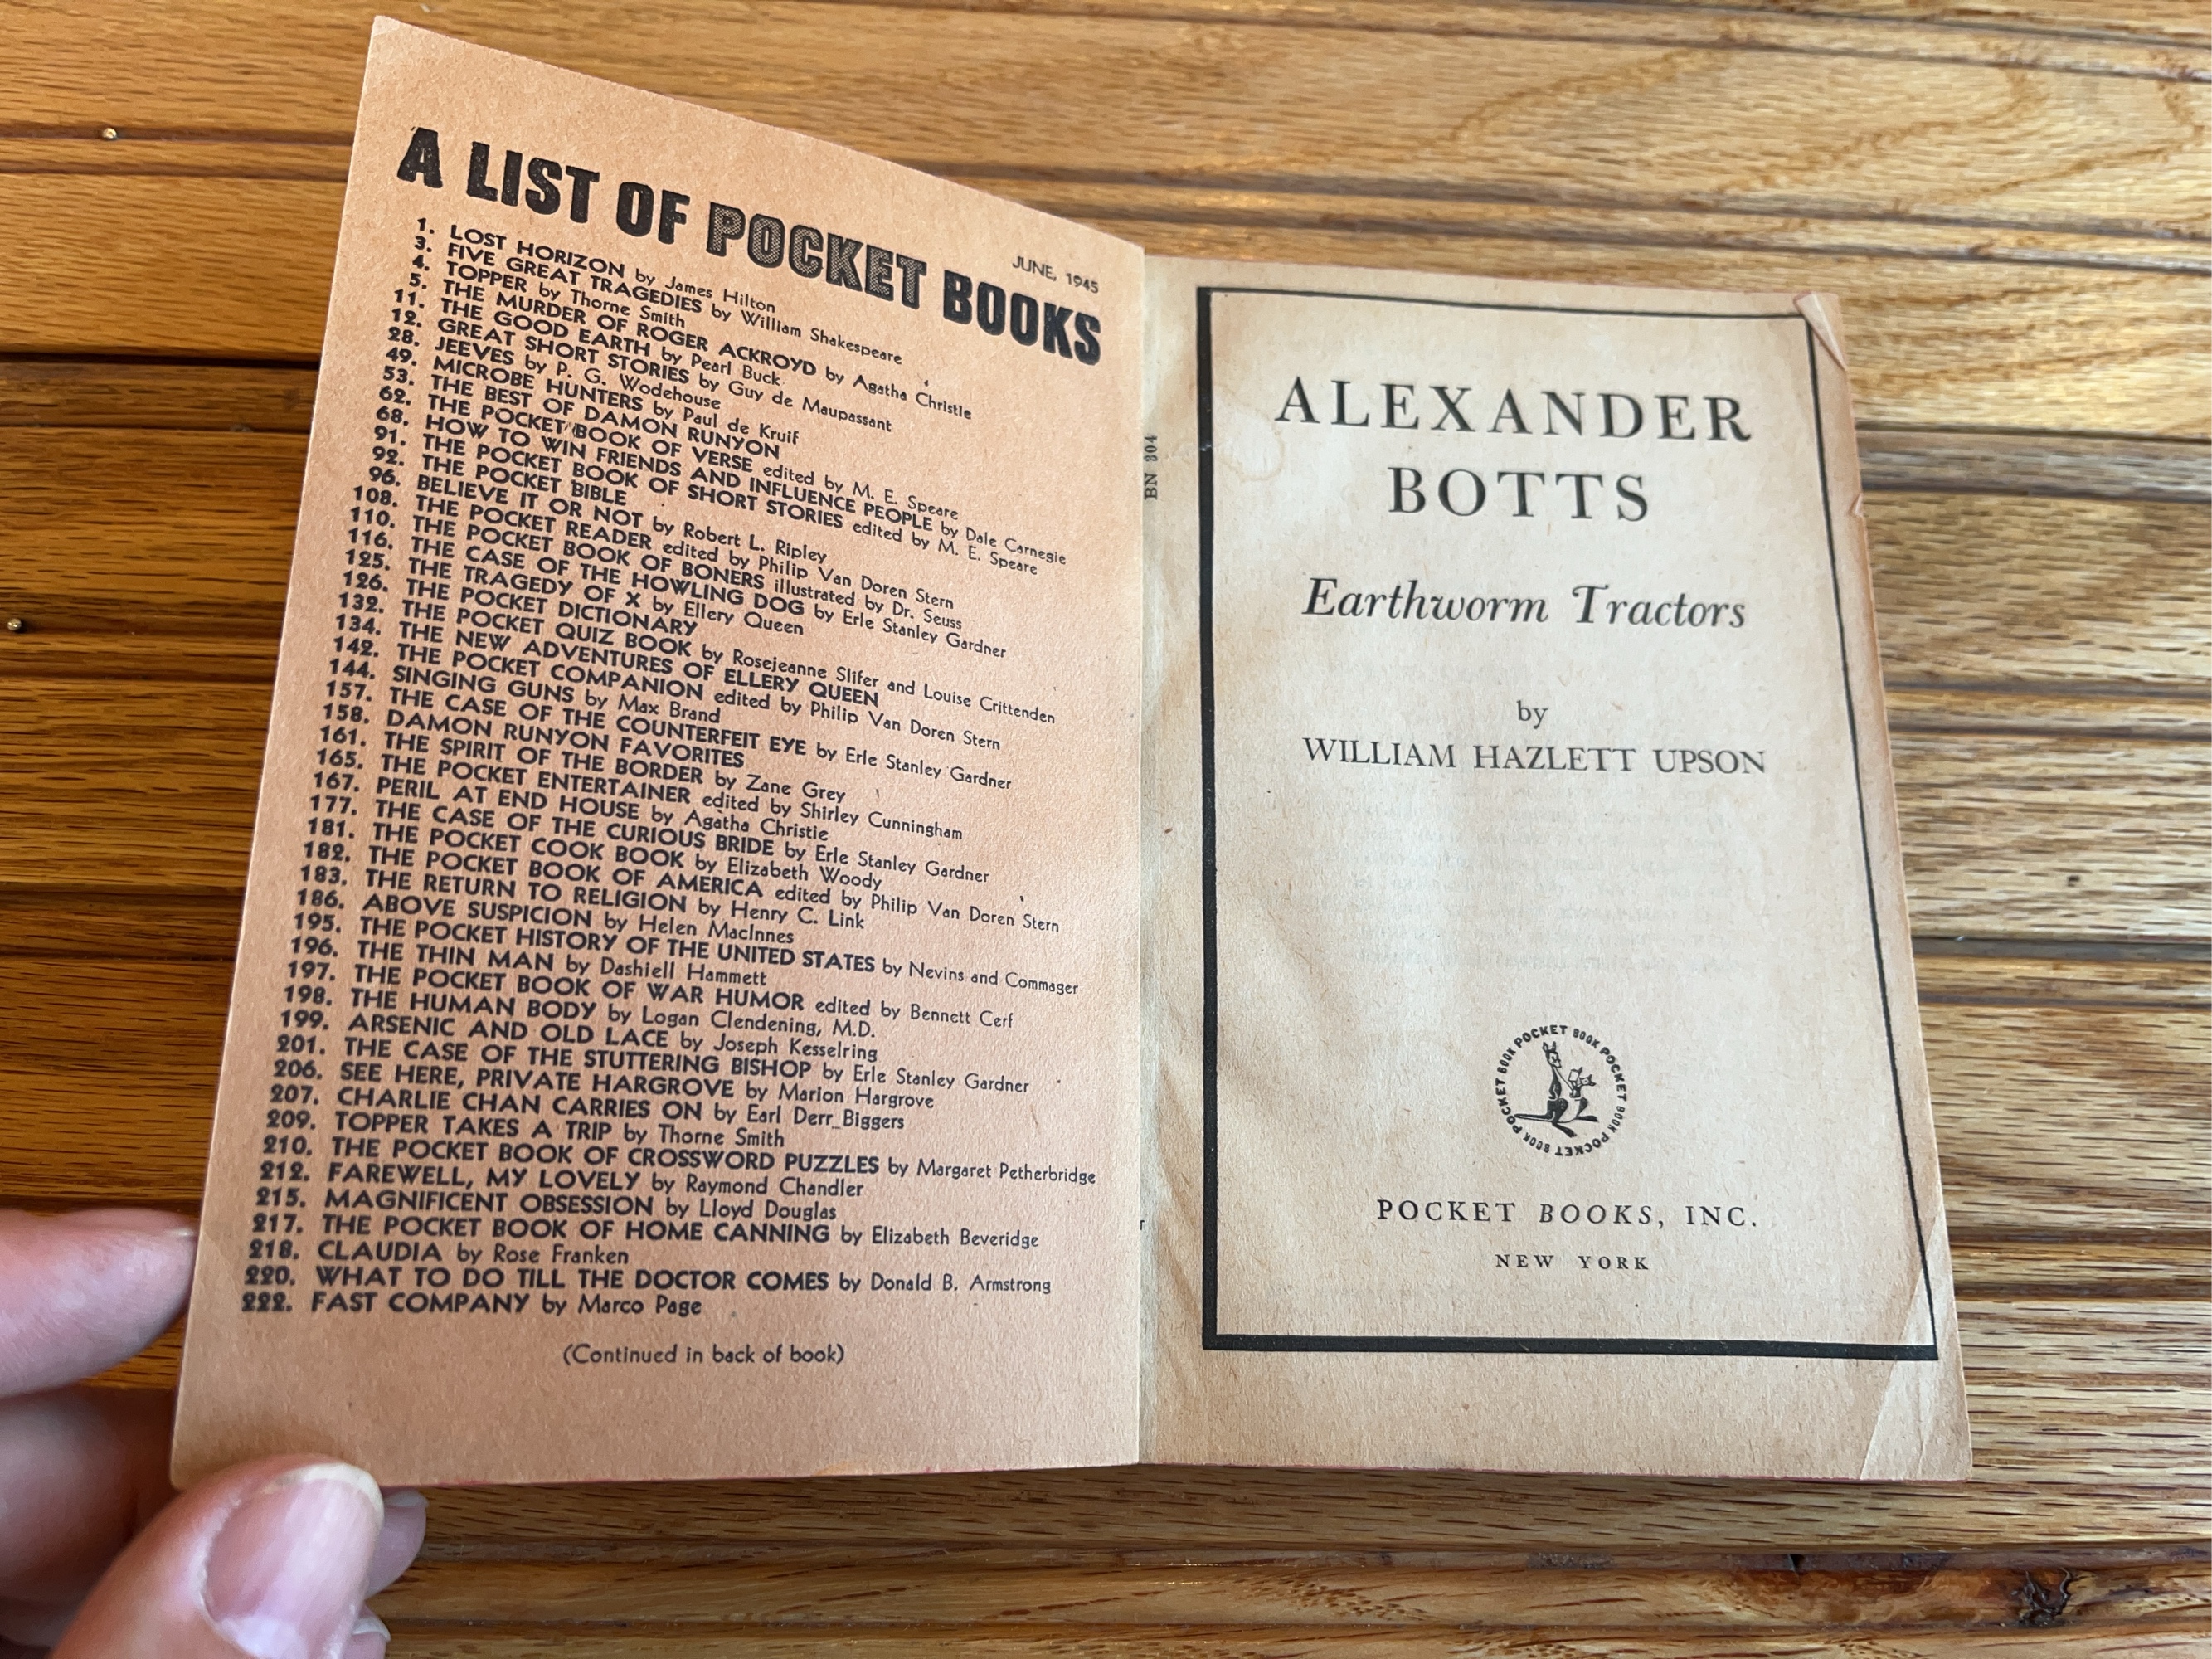 A LIST OF POCKET BOOKS
JUNE, 1945
1. LOST HORIZON by James Hilton
3. FIVE GREAT TRAGEDIES by William Shakespeare
4. TOPPER by Thorne Smith
5. THE MURDER OF ROGER ACKROYD by Agatha Christie
11. THE GOOD EARTH by Pearl Buck
12. GREAT SHORT STORIES by Guy de Maupassant
28. JEEVES by P. G. Wodehouse
49. MICROBE HUNTERS by Paul de Kruif
53. THE BEST OF DAMON RUNYON
62. THE POCKET BOOK OF VERSE edited by M. E. Speare
68. HOW TO WIN FRIENDS AND INFLUENCE PEOPLE by Dale Carnegie
91. THE POCKET BOOK OF SHORT STORIES edited by M. E. Speare
92. THE POCKET BIBLE
96. BELIEVE IT OR NOT by Robert L. Ripley
108. THE POCKET READER edited by Philip Van Doren Stern
110. THE POCKET BOOK OF BONERS illustrated by Dr. Seuss
116. THE CASE OF THE HOWLING DOG by Erle Stanley Gardner
125. THE TRAGEDY OF X by Ellery Queen
126. THE POCKET DICTIONARY
132. THE POCKET QUIZ BOOK by Rosejeanne Slifer and Louise Crittenden
134. THE NEW ADVENTURES OF ELLERY QUEEN
142. THE POCKET COMPANION edited by Philip Van Doren Stern
144. SINGING GUNS by Max Brand
157. THE CASE OF THE COUNTERFEIT EYE by Erle Stanley Gardner
158. DAMON RUNYON FAVORITES
161. THE SPIRIT OF THE BORDER by Zane Grey
165. THE POCKET ENTERTAINER edited by Shirley Cunningham
167. PERIL AT END HOUSE by Agatha Christie
177. THE CASE OF THE CURIOUS BRIDE by Erle Stanley Gardner
181. THE POCKET COOK BOOK by Elizabeth Woody
182. THE POCKET BOOK OF AMERICA edited by Philip Van Doren Stern
183. THE RETURN TO RELIGION by Henry C. Link
186. ABOVE SUSPICION by Helen MacInnes
195. THE POCKET HISTORY OF THE UNITED STATES by Nevins and Commager
196. THE THIN MAN by Dashiell Hammett
197. THE POCKET BOOK OF WAR HUMOR edited by Bennett Cerf
198. THE HUMAN BODY by Logan Clendening, M.D.
199. ARSENIC AND OLD LACE by Joseph Kesselring
201. THE CASE OF THE STUTTERING BISHOP by Erle Stanley Gardner
206. SEE HERE, PRIVATE HARGROVE by Marion Hargrove
207. CHARLIE CHAN CARRIES ON by Earl Derr Biggers
209. TOPPER TAKES A TRIP by Thorne Smith
210. THE POCKET BOOK OF CROSSWORD PUZZLES by Margaret Petherbridge
212. FAREWELL, MY LOVELY by Raymond Chandler
215. MAGNIFICENT OBSESSION by Lloyd Douglas
217. THE POCKET BOOK OF HOME CANNING by Elizabeth Beveridge
218. CLAUDIA by Rose Franken
220. WHAT TO DO TILL THE DOCTOR COMES by Donald B. Armstrong
222. FAST COMPANY by Marco Page
(Continued in back of book)
BN 304
ALEXANDER
BOTTS
Earthworm Tractors
by
WILLIAM HAZLETT UPSON
POCKET BOOK POCKET BOOK POCKET BOOK POCKET BOOK
POCKET BOOKS, INC.
NEW YORK